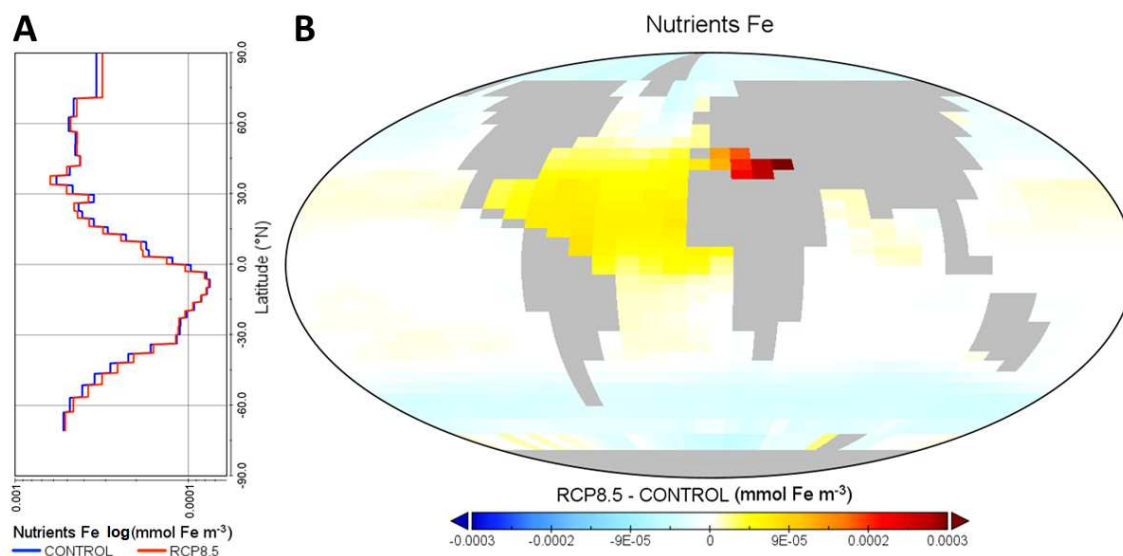 A
B
Nutrients Fe
90.0
60.0
30.0
0.0
-30.0
-60.0
-90.0
Latitude (°N)
0.001
0.0001
Nutrients Fe log(mmol Fe m-3)
CONTROL RCP8.5
RCP8.5 - CONTROL (mmol Fe m-3)
-0.0003 -0.0002 -9E-05 0 9E-05 0.0002 0.0003